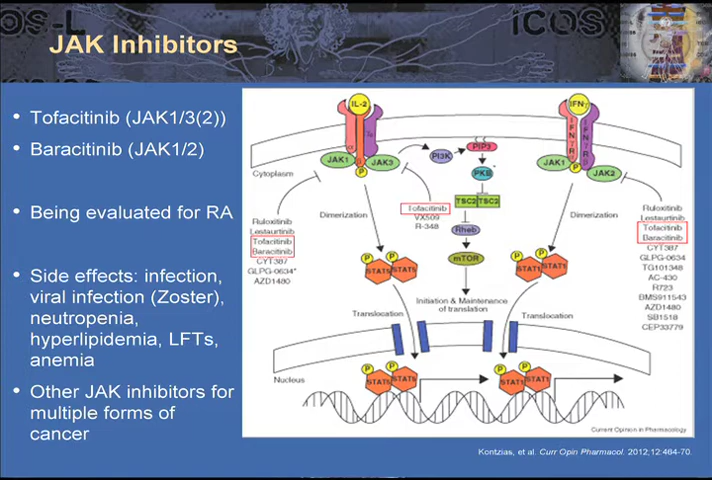 OS-L
ICOS
JAK Inhibitors
• Tofacitinib (JAK1/3(2))
• Baracitinib (JAK1/2)
• Being evaluated for RA
• Side effects: infection,
viral infection (Zoster),
neutropenia,
hyperlipidemia, LFTs,
anemia
• Other JAK inhibitors for
multiple forms of
cancer
IL-2
JAK1
JAK3
P
Cytoplasm
PI3K
PIP3
PKB
TSC2 TSC2
Rheb
mTOR
Initiation & Maintenance
of translation
Ruloxitinib
Lestaurtinib
Tofacitinib
Baracitinib
CYT387
GLPG-0634*
AZD1480
Dimerization
Tofacitinib
VX509
R-348
P P
STAT5 STAT5
Translocation
IFNγ
IFNγR1
IFNγR2
JAK1
JAK2
P
Dimerization
P P
STAT1 STAT1
Translocation
Ruloxitinib
Lestaurtinib
Tofacitinib
Baracitinib
CYT387
GLPG-0634
TG101348
AC-430
R723
BMS911543
AZD1480
SB1518
CEP33779
Nucleus
P P
STAT5 STAT5
P P
STAT1 STAT1
Current Opinion in Pharmacology
Kontzias, et al. Curr Opin Pharmacol. 2012;12:464-70.